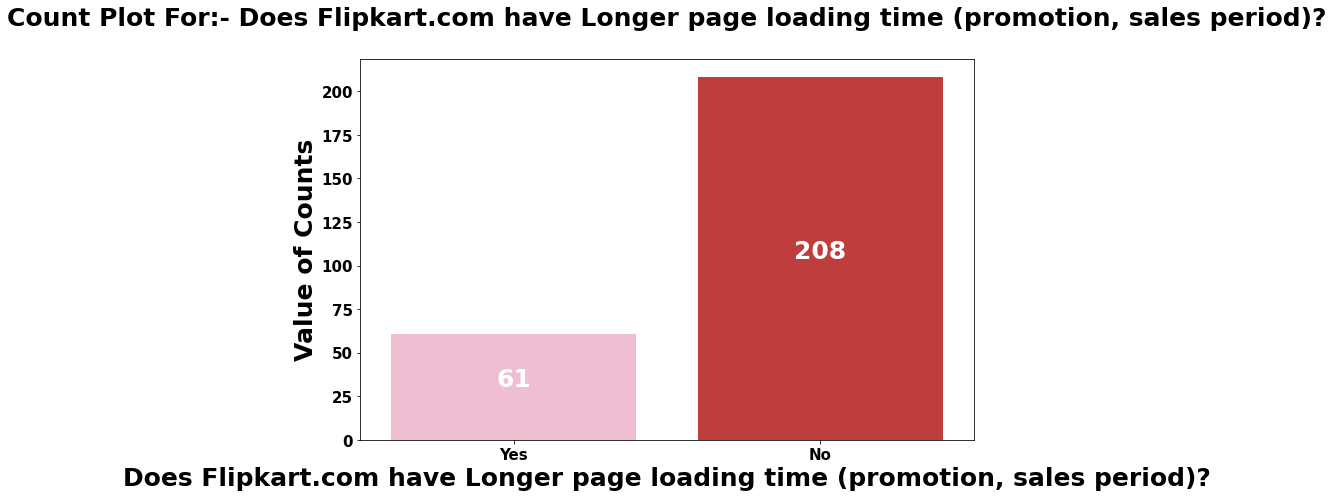 Count Plot For:- Does Flipkart.com have Longer page loading time (promotion, sales period)?
Value of Counts
200
175
150
125
100
75
50
25
0
61
208
Yes
No
Does Flipkart.com have Longer page loading time (promotion, sales period)?